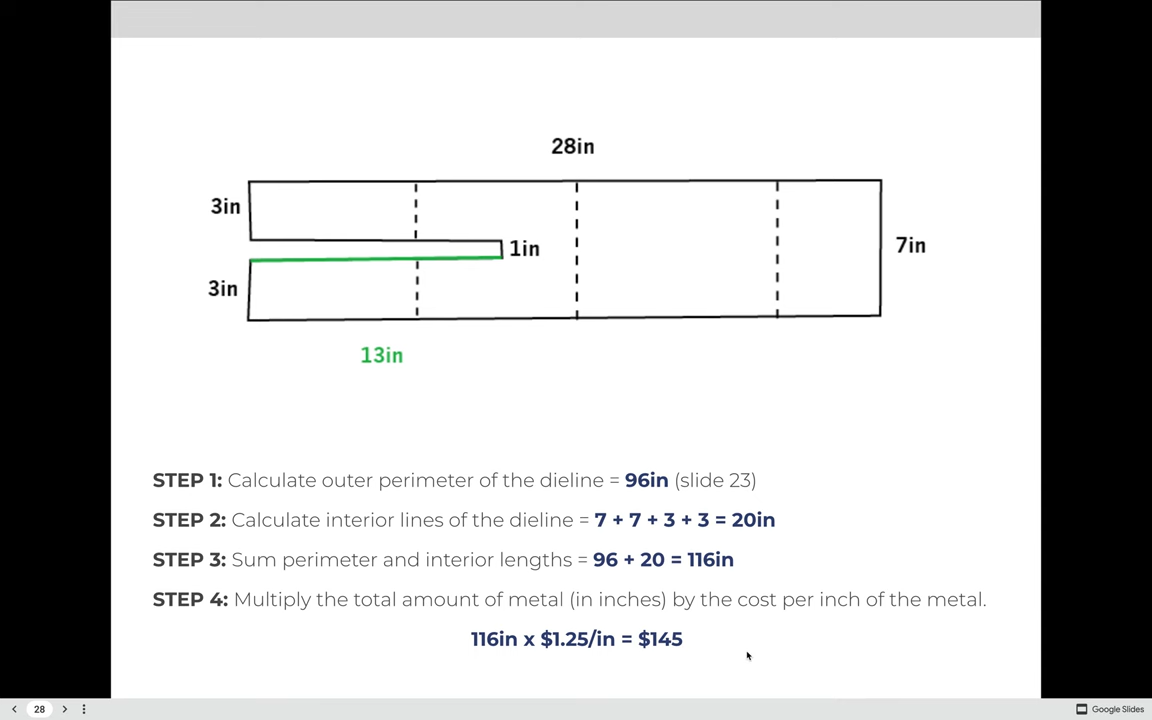 28in
3in
1in
7in
3in
13in
STEP 1: Calculate outer perimeter of the dieline = 96in (slide 23)
STEP 2: Calculate interior lines of the dieline = 7 + 7 + 3 + 3 = 20in
STEP 3: Sum perimeter and interior lengths = 96 + 20 = 116in
STEP 4: Multiply the total amount of metal (in inches) by the cost per inch of the metal.
116in x $1.25/in = $145
28
Google Slides